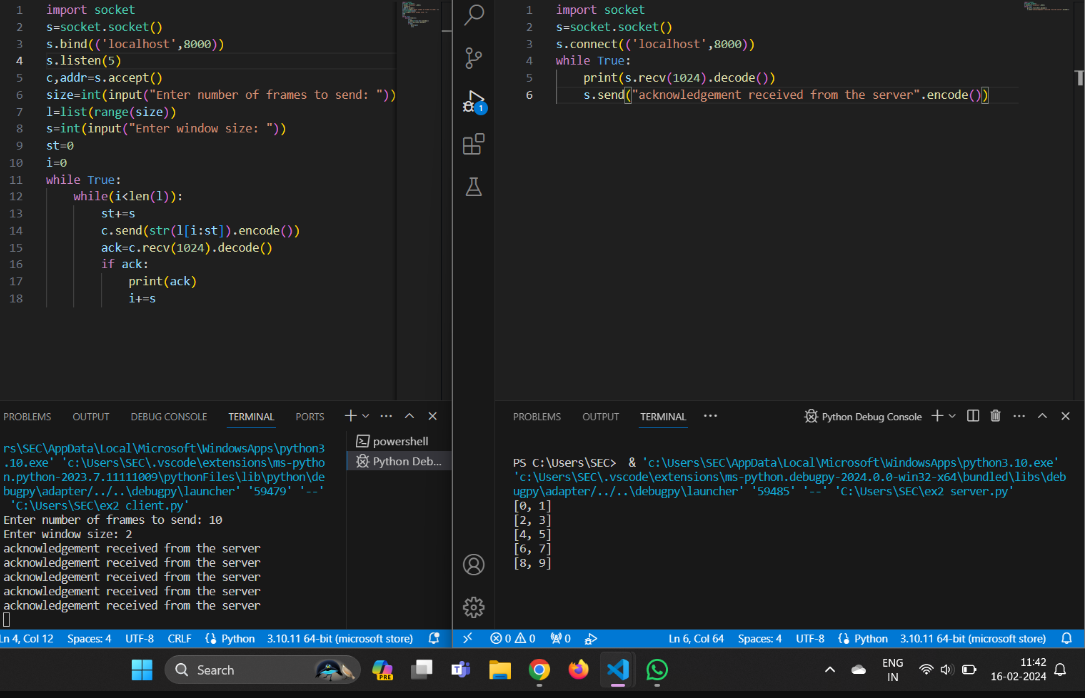 1 import socket
2 s=socket.socket()
3 s.bind(('localhost',8000))
4 s.listen(5)
5 c,addr=s.accept()
6 size=int(input("Enter number of frames to send: "))
7 l=list(range(size))
8 s=int(input("Enter window size: "))
9 st=0
10 i=0
11 while True:
12     while(i<len(l)):
13         st+=s
14         c.send(str(l[i:st]).encode())
15         ack=c.recv(1024).decode()
16         if ack:
17             print(ack)
18             i+=s
PROBLEMS OUTPUT DEBUG CONSOLE TERMINAL PORTS
powershell
Python Deb...
rs\SEC\AppData\Local\Microsoft\WindowsApps\python3
.10.exe' 'c:\Users\SEC\.vscode\extensions\ms-pytho
n.python-2023.7.11111009\pythonFiles\lib\python\de
bugpy\adapter/../..\debugpy\launcher' '59479' '--'
'C:\Users\SEC\ex2 client.py'
Enter number of frames to send: 10
Enter window size: 2
acknowledgement received from the server
acknowledgement received from the server
acknowledgement received from the server
acknowledgement received from the server
acknowledgement received from the server
Ln 4, Col 12 Spaces: 4 UTF-8 CRLF Python 3.10.11 64-bit (microsoft store)
1
1 import socket
2 s=socket.socket()
3 s.connect(('localhost',8000))
4 while True:
5     print(s.recv(1024).decode())
6     s.send("acknowledgement received from the server".encode())
PROBLEMS OUTPUT TERMINAL ··· Python Debug Console
PS C:\Users\SEC> & 'c:\Users\SEC\AppData\Local\Microsoft\WindowsApps\python3.10.exe'
'c:\Users\SEC\.vscode\extensions\ms-python.debugpy-2024.0.0-win32-x64\bundled\libs\de
bugpy\adapter/../..\debugpy\launcher' '59485' '--' 'C:\Users\SEC\ex2 server.py'
[0, 1]
[2, 3]
[4, 5]
[6, 7]
[8, 9]
0 0 0 Ln 6, Col 64 Spaces: 4 UTF-8 CRLF Python 3.10.11 64-bit (microsoft store)
Search
PRE
ENG
IN
11:42
16-02-2024